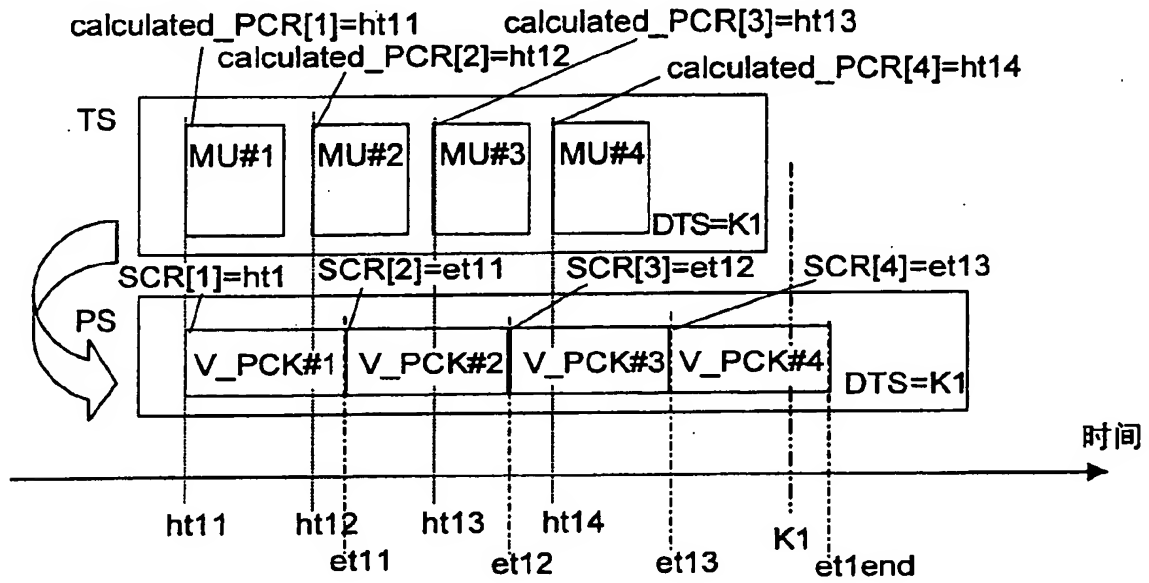 calculated_PCR[1]=ht11
calculated_PCR[3]=ht13
calculated_PCR[2]=ht12
calculated_PCR[4]=ht14
TS
MU#1
MU#2
MU#3
MU#4
DTS=K1
SCR[1]=ht1
SCR[2]=et11
SCR[3]=et12
SCR[4]=et13
PS
V_PCK#1
V_PCK#2
V_PCK#3
V_PCK#4
DTS=K1
时间
ht11
ht12
ht13
ht14
K1
et11
et12
et13
et1end